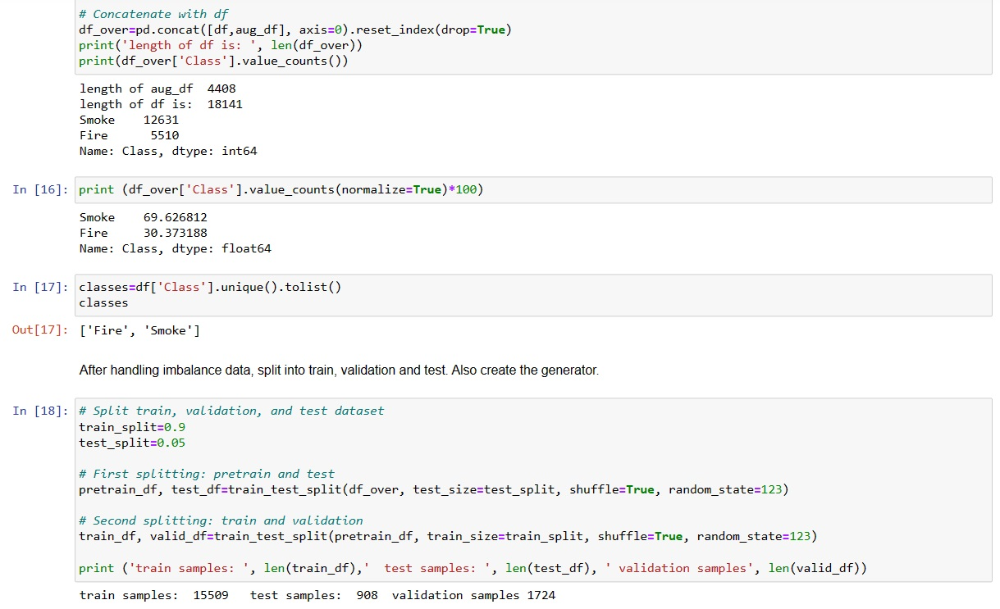 # Concatenate with df
df_over=pd.concat([df,aug_df], axis=0).reset_index(drop=True)
print('length of df is: ', len(df_over))
print(df_over['Class'].value_counts())
length of aug_df  4408
length of df is:  18141
Smoke    12631
Fire      5510
Name: Class, dtype: int64
In [16]: print (df_over['Class'].value_counts(normalize=True)*100)
Smoke    69.626812
Fire     30.373188
Name: Class, dtype: float64
In [17]: classes=df['Class'].unique().tolist()
classes
Out[17]: ['Fire', 'Smoke']
After handling imbalance data, split into train, validation and test. Also create the generator.
In [18]: # Split train, validation, and test dataset
train_split=0.9
test_split=0.05
# First splitting: pretrain and test
pretrain_df, test_df=train_test_split(df_over, test_size=test_split, shuffle=True, random_state=123)
# Second splitting: train and validation
train_df, valid_df=train_test_split(pretrain_df, train_size=train_split, shuffle=True, random_state=123)
print ('train samples: ', len(train_df),'  test samples: ', len(test_df), ' validation samples', len(valid_df))
train samples:  15509   test samples:  908  validation samples 1724